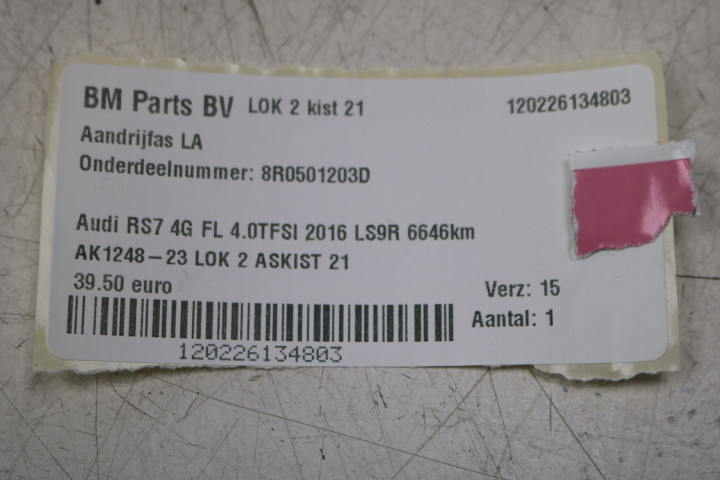 BM Parts BV LOK 2 kist 21 120226134803
Aandrijfas LA
Onderdeelnummer: 8R0501203D
Audi RS7 4G FL 4.0TFSI 2016 LS9R 6646km
AK1248-23 LOK 2 ASKIST 21
39.50 euro Verz: 15
Aantal: 1
120226134803